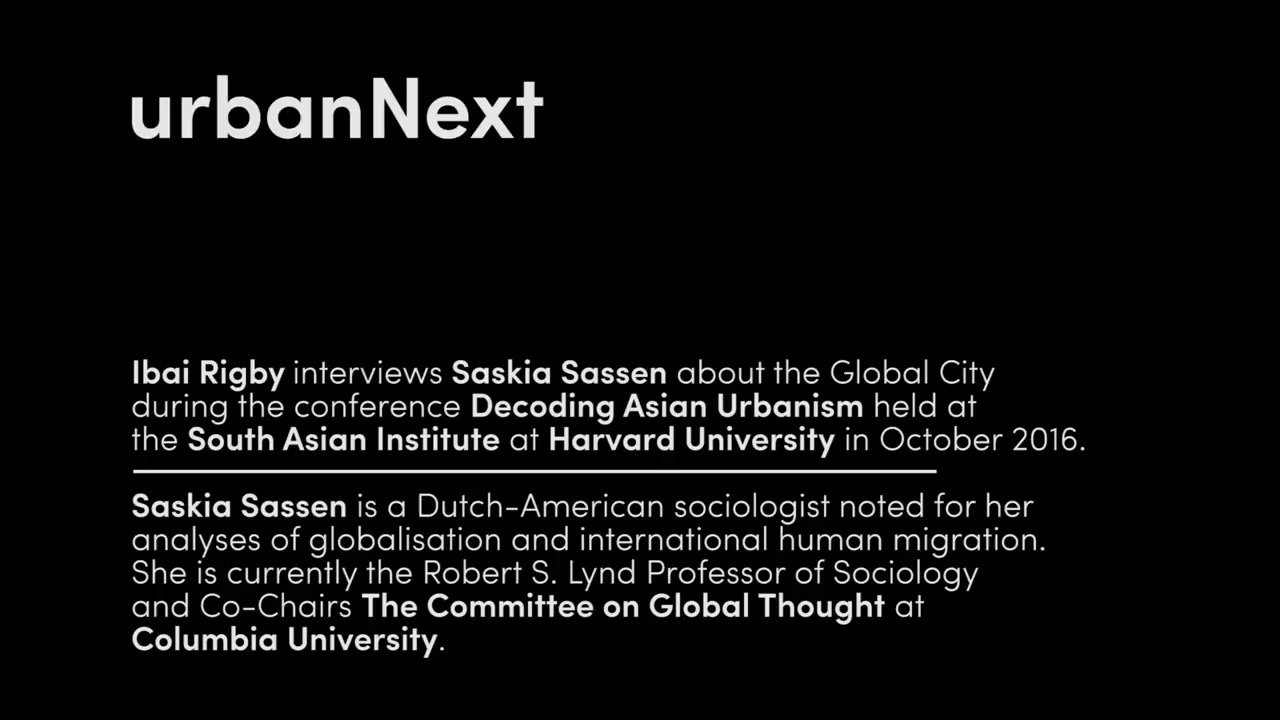 urbanNext
Ibai Rigby interviews Saskia Sassen about the Global City
during the conference Decoding Asian Urbanism held at
the South Asian Institute at Harvard University in October 2016.
Saskia Sassen is a Dutch-American sociologist noted for her
analyses of globalisation and international human migration.
She is currently the Robert S. Lynd Professor of Sociology
and Co-Chairs The Committee on Global Thought at
Columbia University.